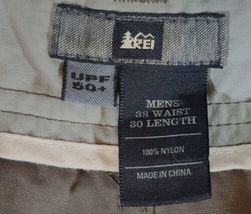 REI
UPF
50+
MENS
38 WAIST
30 LENGTH
100% NYLON
MADE IN CHINA